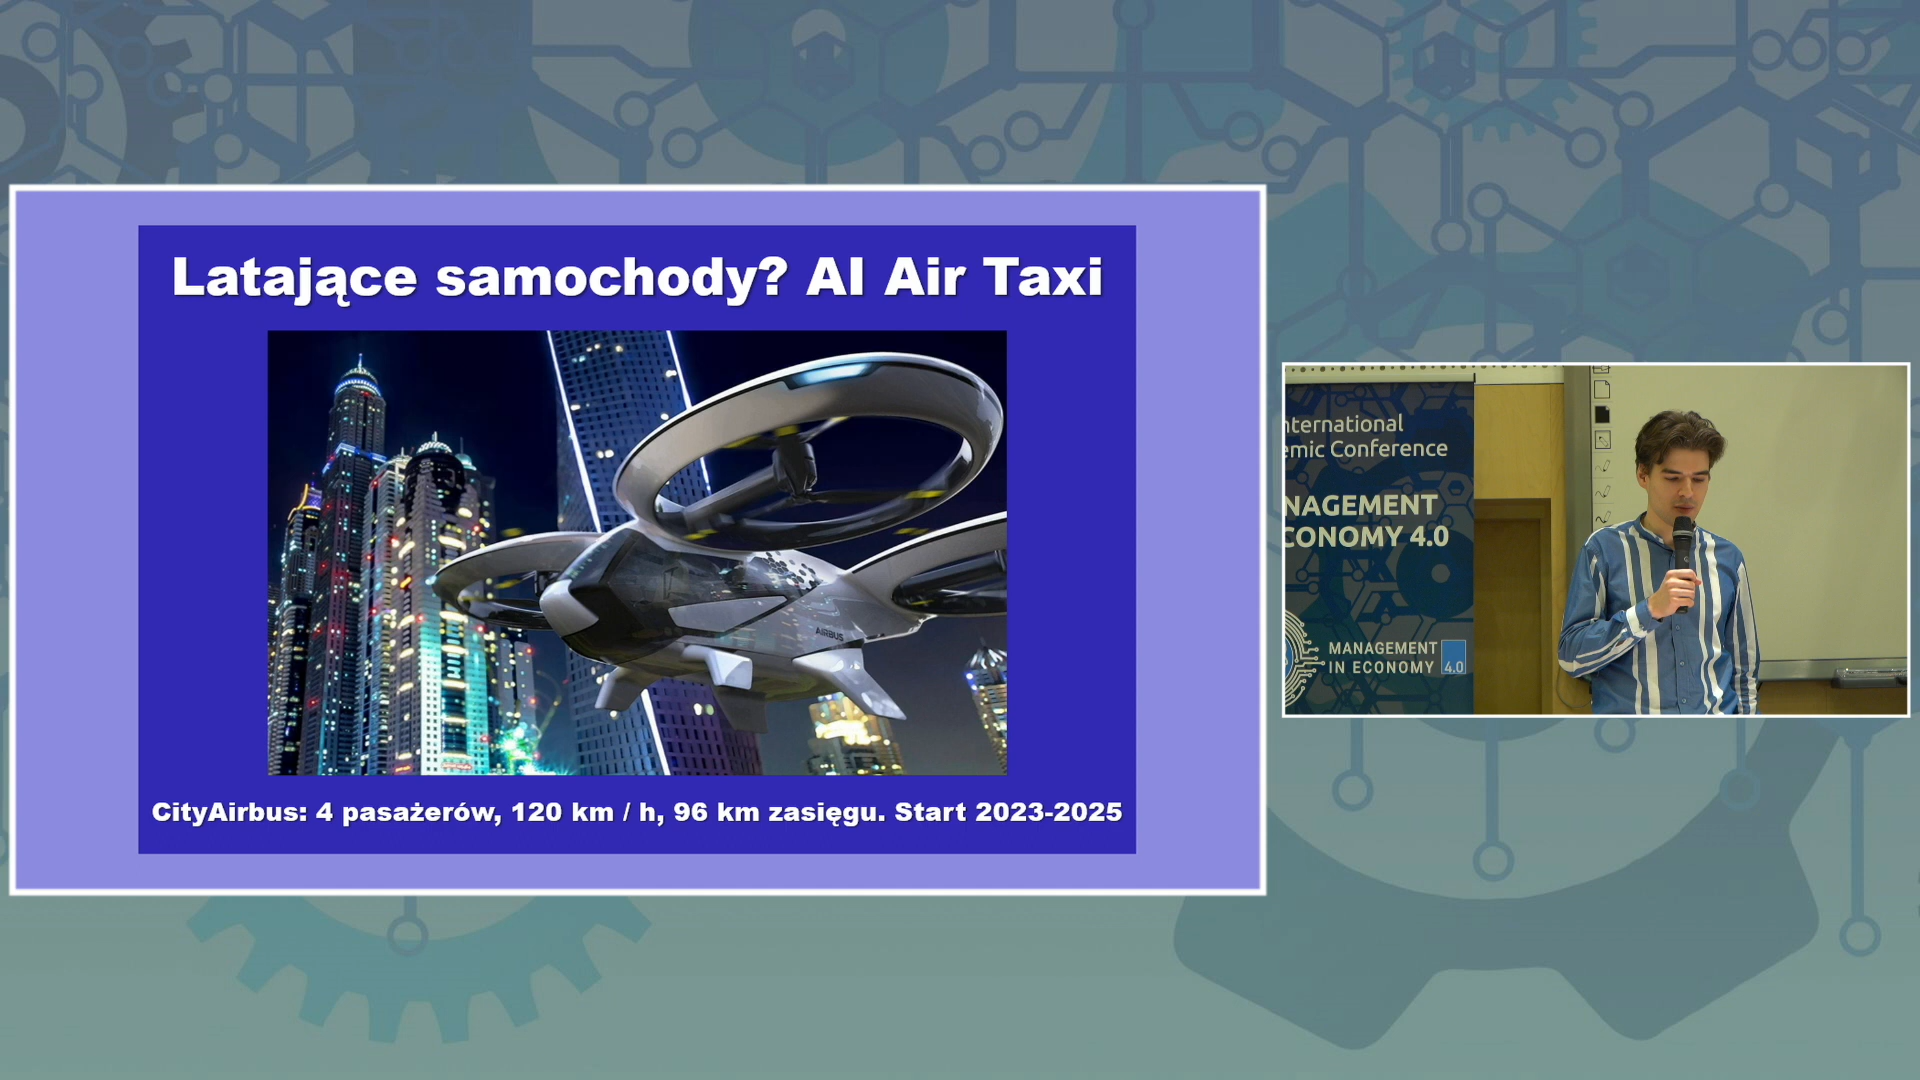 Latające samochody? AI Air Taxi
AIRBUS
CityAirbus: 4 pasażerów, 120 km / h, 96 km zasięgu. Start 2023-2025
nternational
emic Conference
NAGEMENT
CONOMY 4.0
MANAGEMENT
IN ECONOMY 4.0